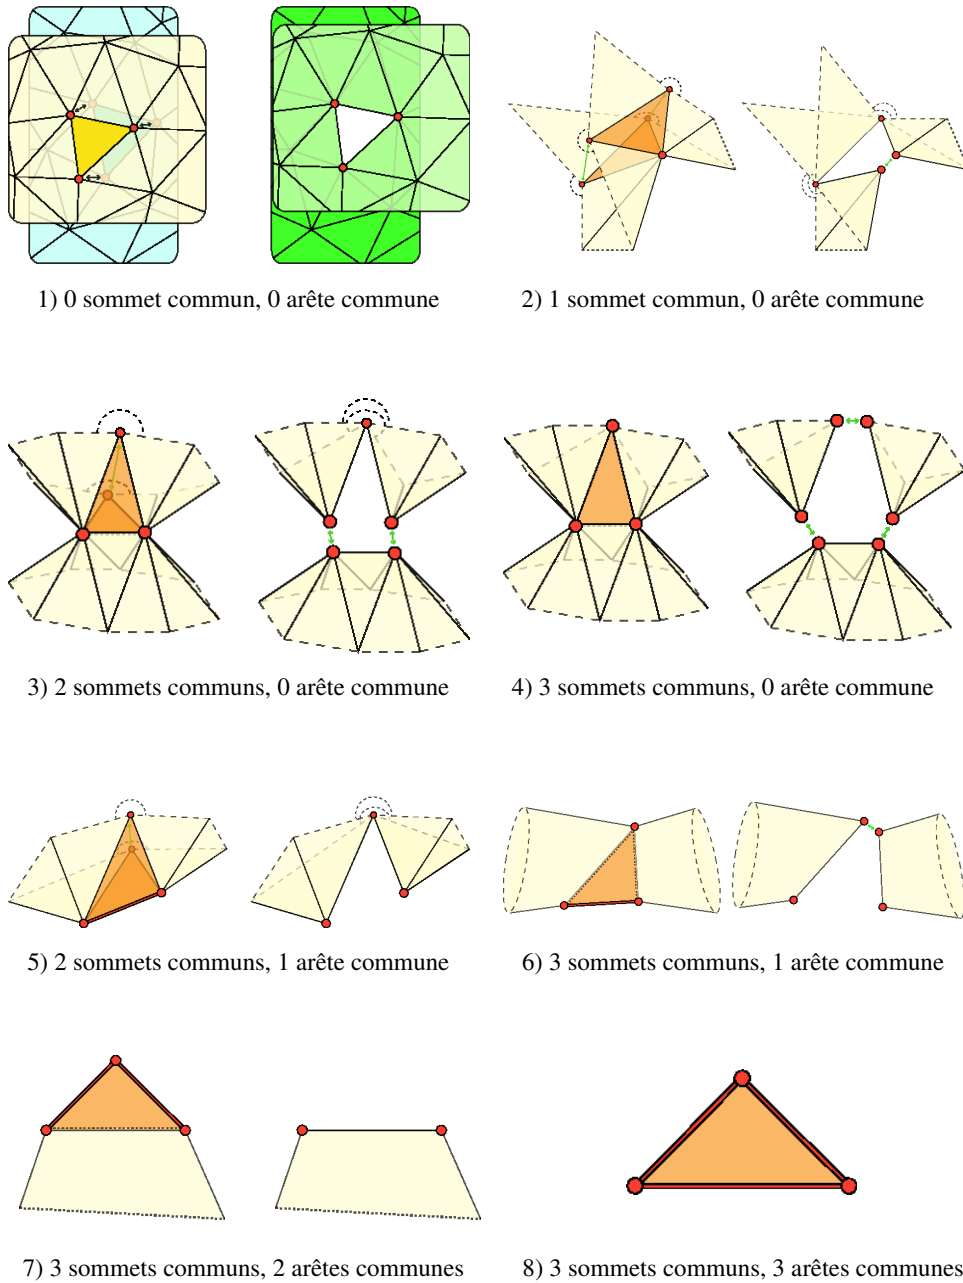 1) 0 sommet commun, 0 arête commune
2) 1 sommet commun, 0 arête commune
3) 2 sommets communs, 0 arête commune
4) 3 sommets communs, 0 arête commune
5) 2 sommets communs, 1 arête commune
6) 3 sommets communs, 1 arête commune
7) 3 sommets communs, 2 arêtes communes
8) 3 sommets communs, 3 arêtes communes